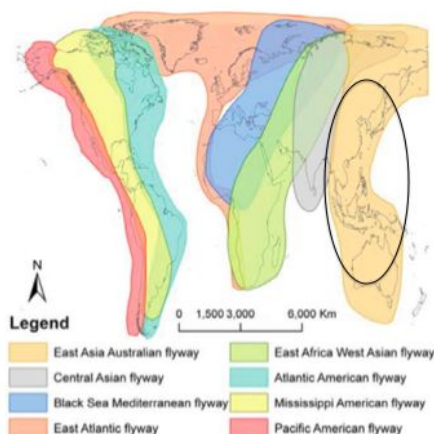 N
Legend
0 1,500 3,000 6,000 Km
East Asia Australian flyway
East Africa West Asian flyway
Central Asian flyway
Atlantic American flyway
Black Sea Mediterranean flyway
Mississippi American flyway
East Atlantic flyway
Pacific American flyway